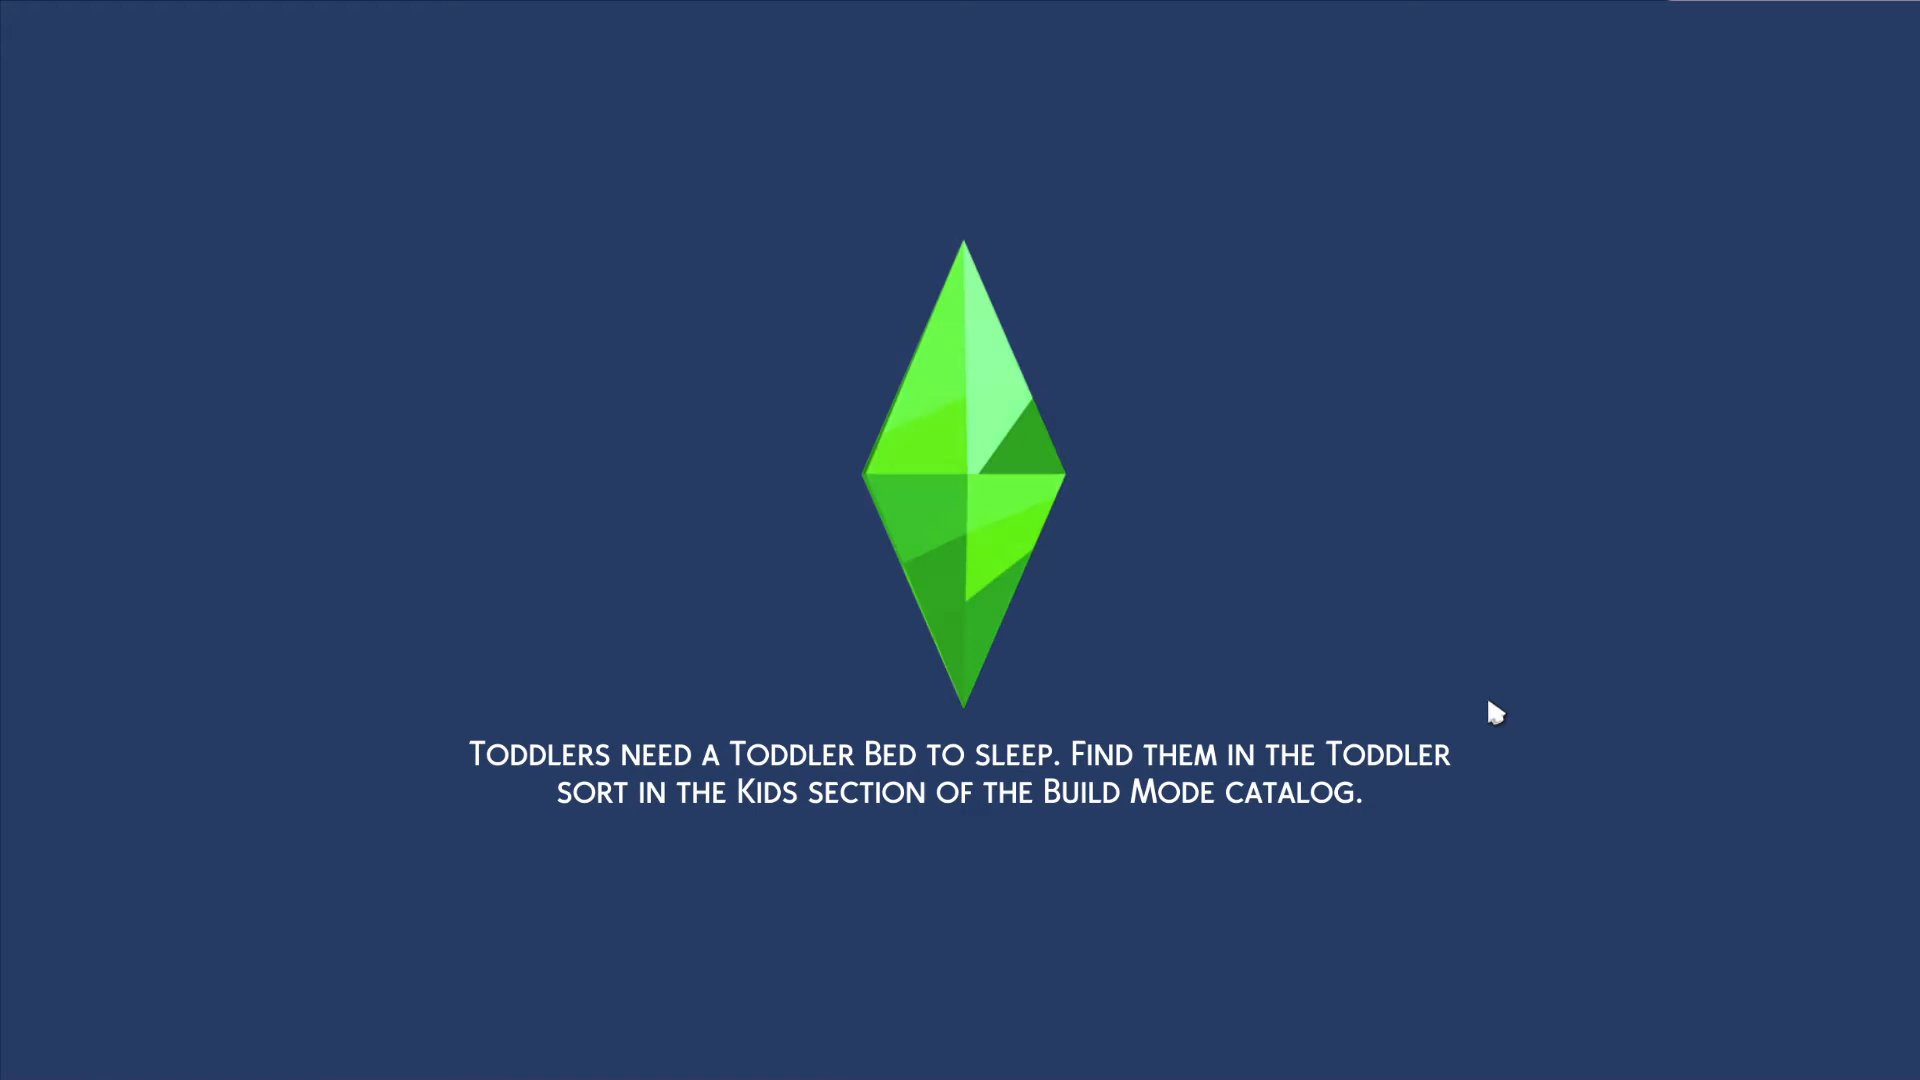 Toddlers need a Toddler Bed to sleep. Find them in the Toddler
sort in the Kids section of the Build Mode catalog.